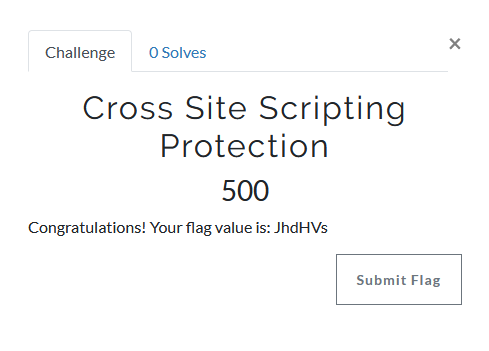 Challenge
0 Solves
×
Cross Site Scripting
Protection
500
Congratulations! Your flag value is: JhdHVs
Submit Flag